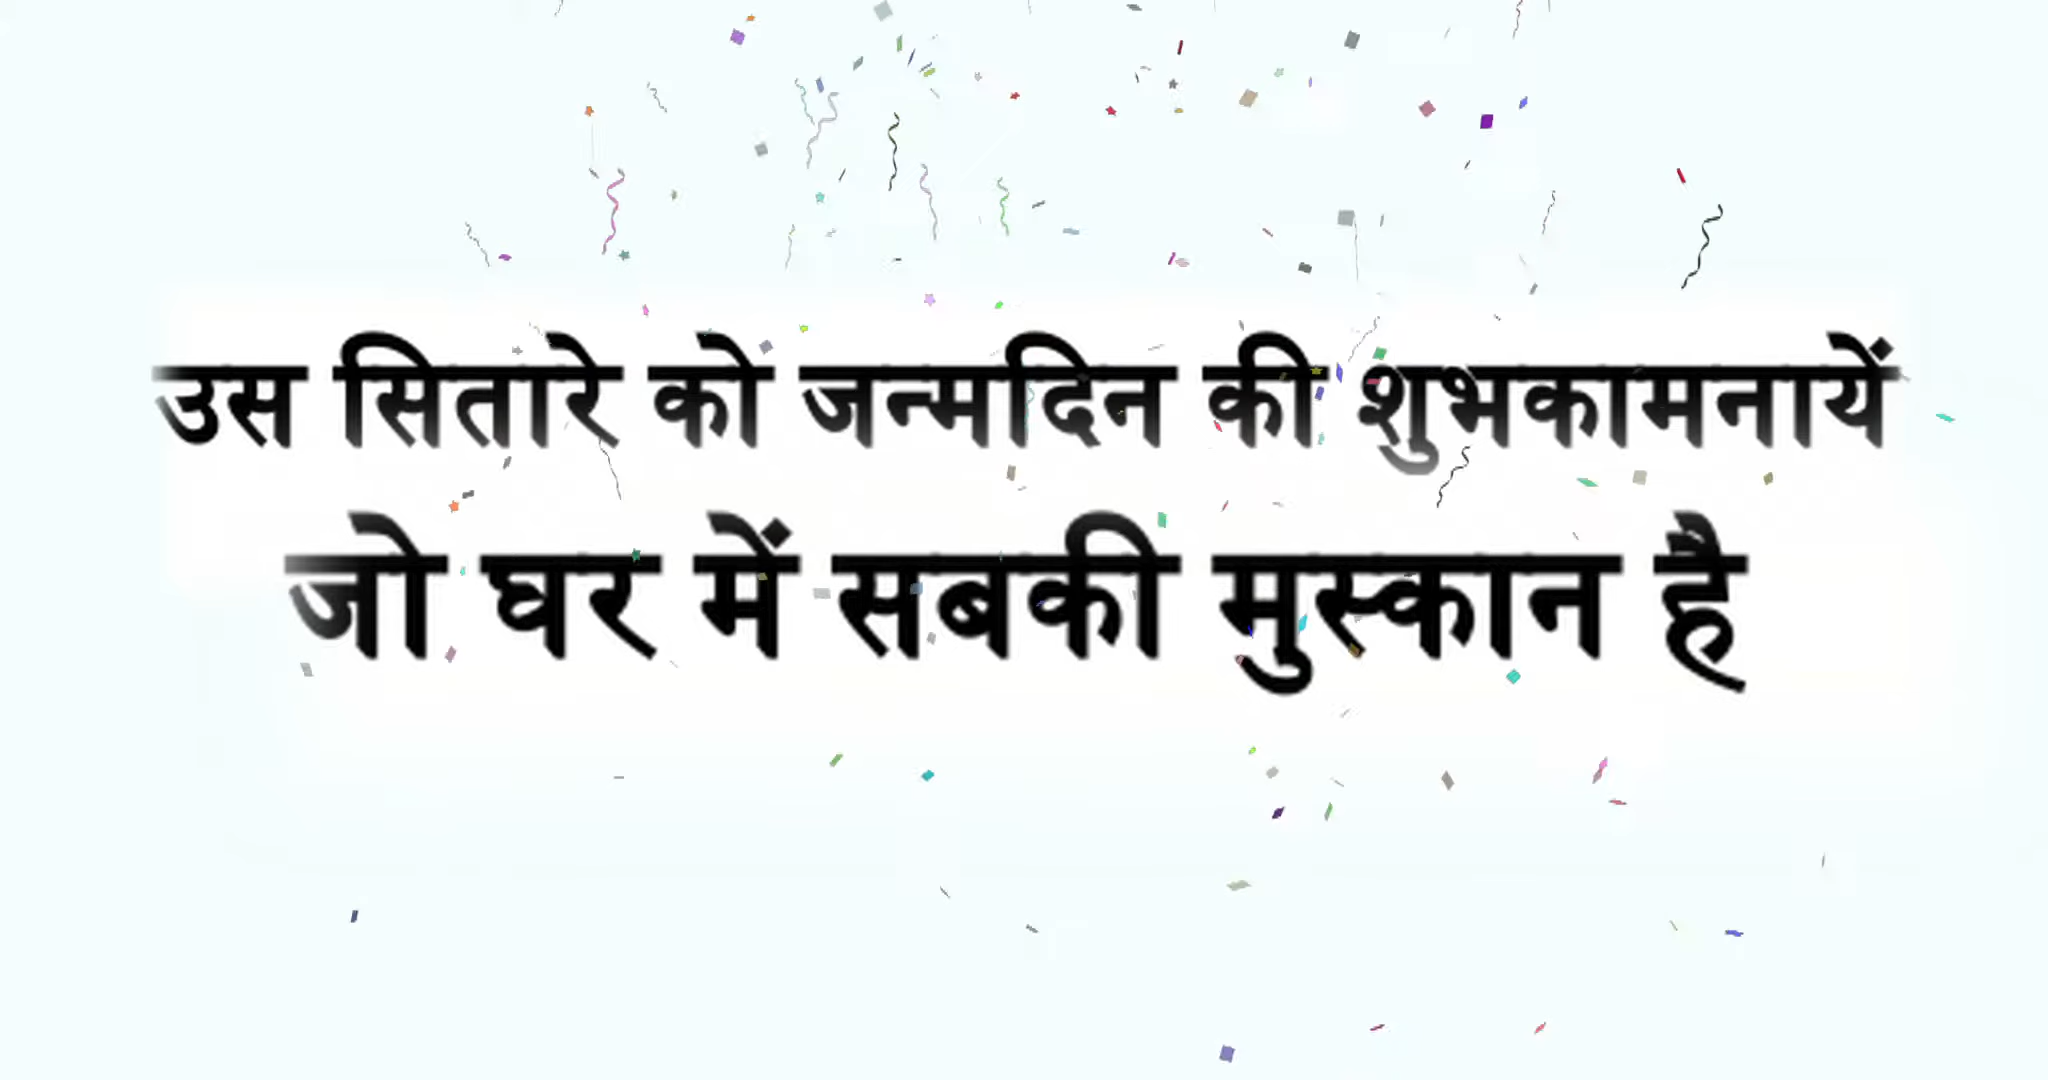 उस सितारे को जन्मदिन की शुभकामनायें
जो घर में सबकी मुस्कान है